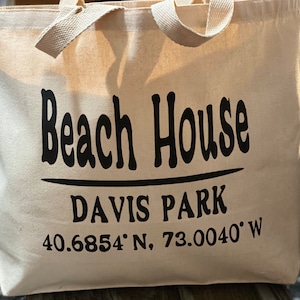 Beach House
DAVIS PARK
40.6854° N, 73.0040° W